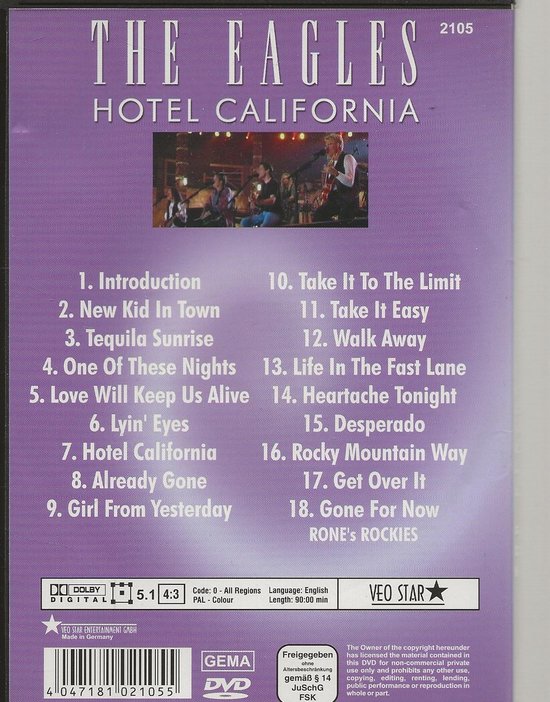 THE EAGLES
2105
HOTEL CALIFORNIA
1. Introduction
2. New Kid In Town
3. Tequila Sunrise
4. One Of These Nights
5. Love Will Keep Us Alive
6. Lyin' Eyes
7. Hotel California
8. Already Gone
9. Girl From Yesterday
10. Take It To The Limit
11. Take It Easy
12. Walk Away
13. Life In The Fast Lane
14. Heartache Tonight
15. Desperado
16. Rocky Mountain Way
17. Get Over It
18. Gone For Now
RONE's ROCKIES
DOLBY
DIGITAL
5.1
4:3
Code: 0 - All Regions
PAL - Colour
Language: English
Length: 90:00 min
VEO STAR
VEO STAR ENTERTAINMENT GMBH
Made in Germany
4 047181 021055
GEMA
DVD
VIDEO
Freigegeben
ohne
Altersbeschränkung
gemäß § 14
JuSchG
FSK
The Owner of the copyright hereunder
has licensed the material contained in
this DVD for non-commercial private
use only and prohibits any other use,
copying, editing, renting, lending,
public performance or reproduction in
whole or part.